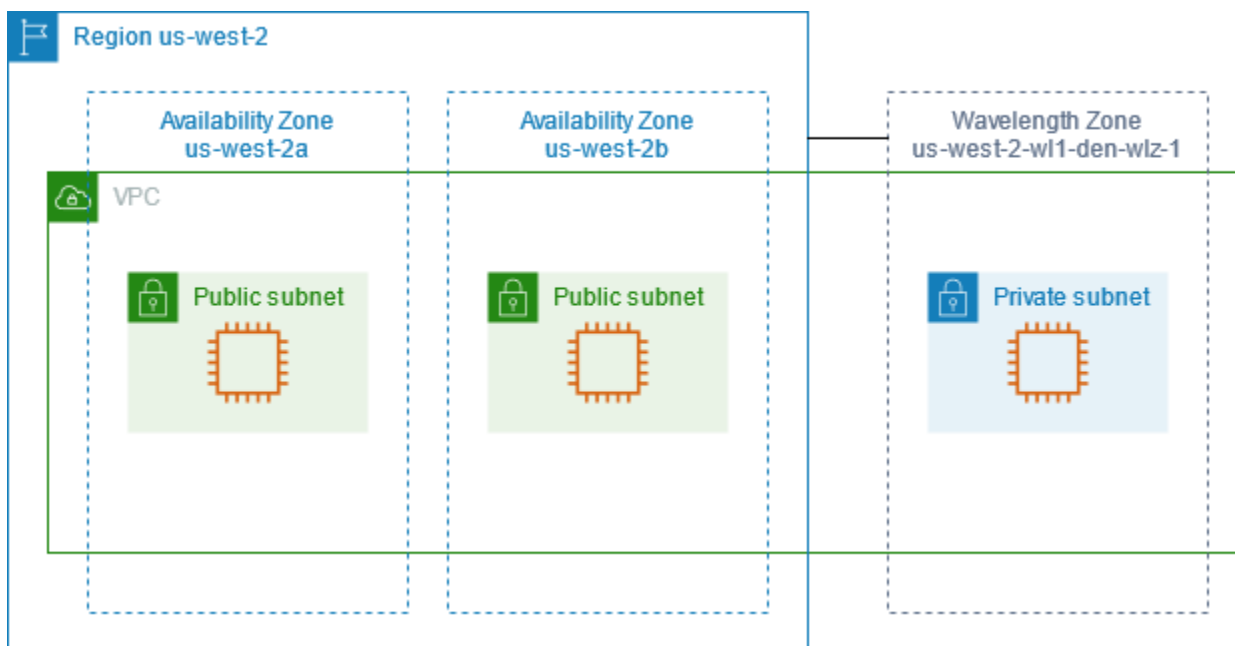 Region us-west-2
Availability Zone
us-west-2a
Availability Zone
us-west-2b
Wavelength Zone
us-west-2-wl1-den-wlz-1
VPC
Public subnet
Public subnet
Private subnet